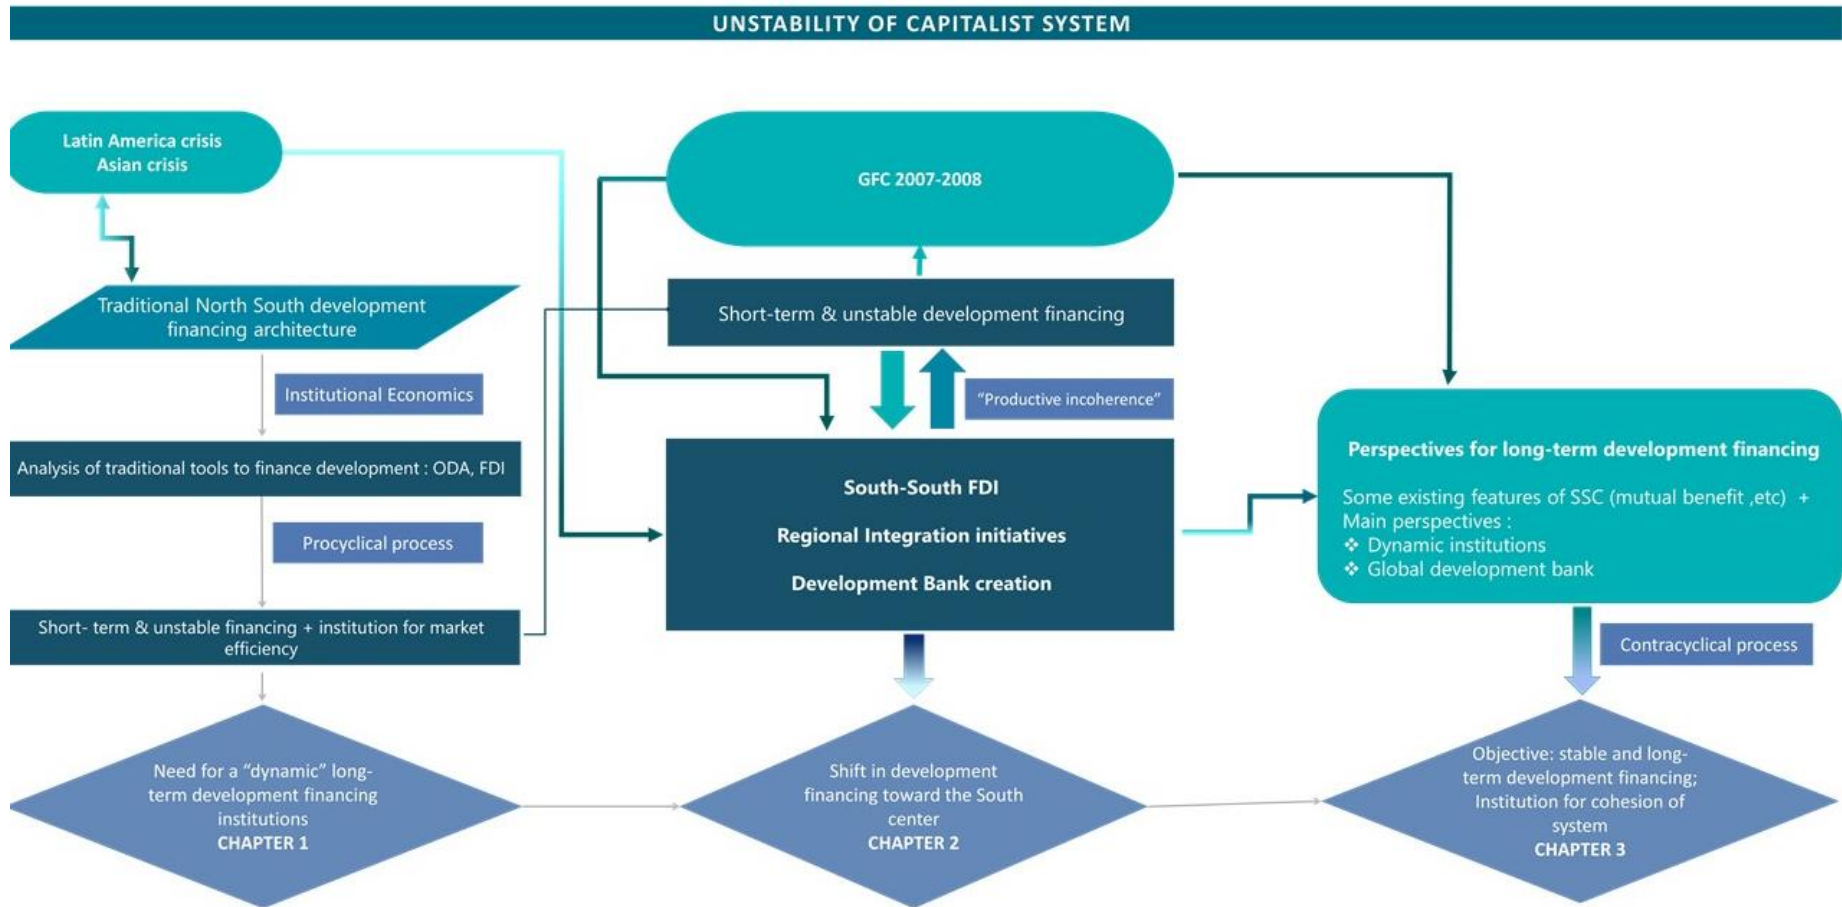 UNSTABILITY OF CAPITALIST SYSTEM
Latin America crisis
Asian crisis
GFC 2007-2008
Traditional North South development
financing architecture
Short-term & unstable development financing
Institutional Economics
"Productive incoherence"
Analysis of traditional tools to finance development : ODA, FDI
South-South FDI
Regional Integration initiatives
Development Bank creation
Perspectives for long-term development financing
Some existing features of SSC (mutual benefit ,etc) +
Main perspectives :
❖ Dynamic institutions
❖ Global development bank
Procyclical process
Short- term & unstable financing + institution for market
efficiency
Contracyclical process
Need for a “dynamic” long-
term development financing
institutions
CHAPTER 1
Shift in development
financing toward the South
center
CHAPTER 2
Objective: stable and long-
term development financing;
Institution for cohesion of
system
CHAPTER 3